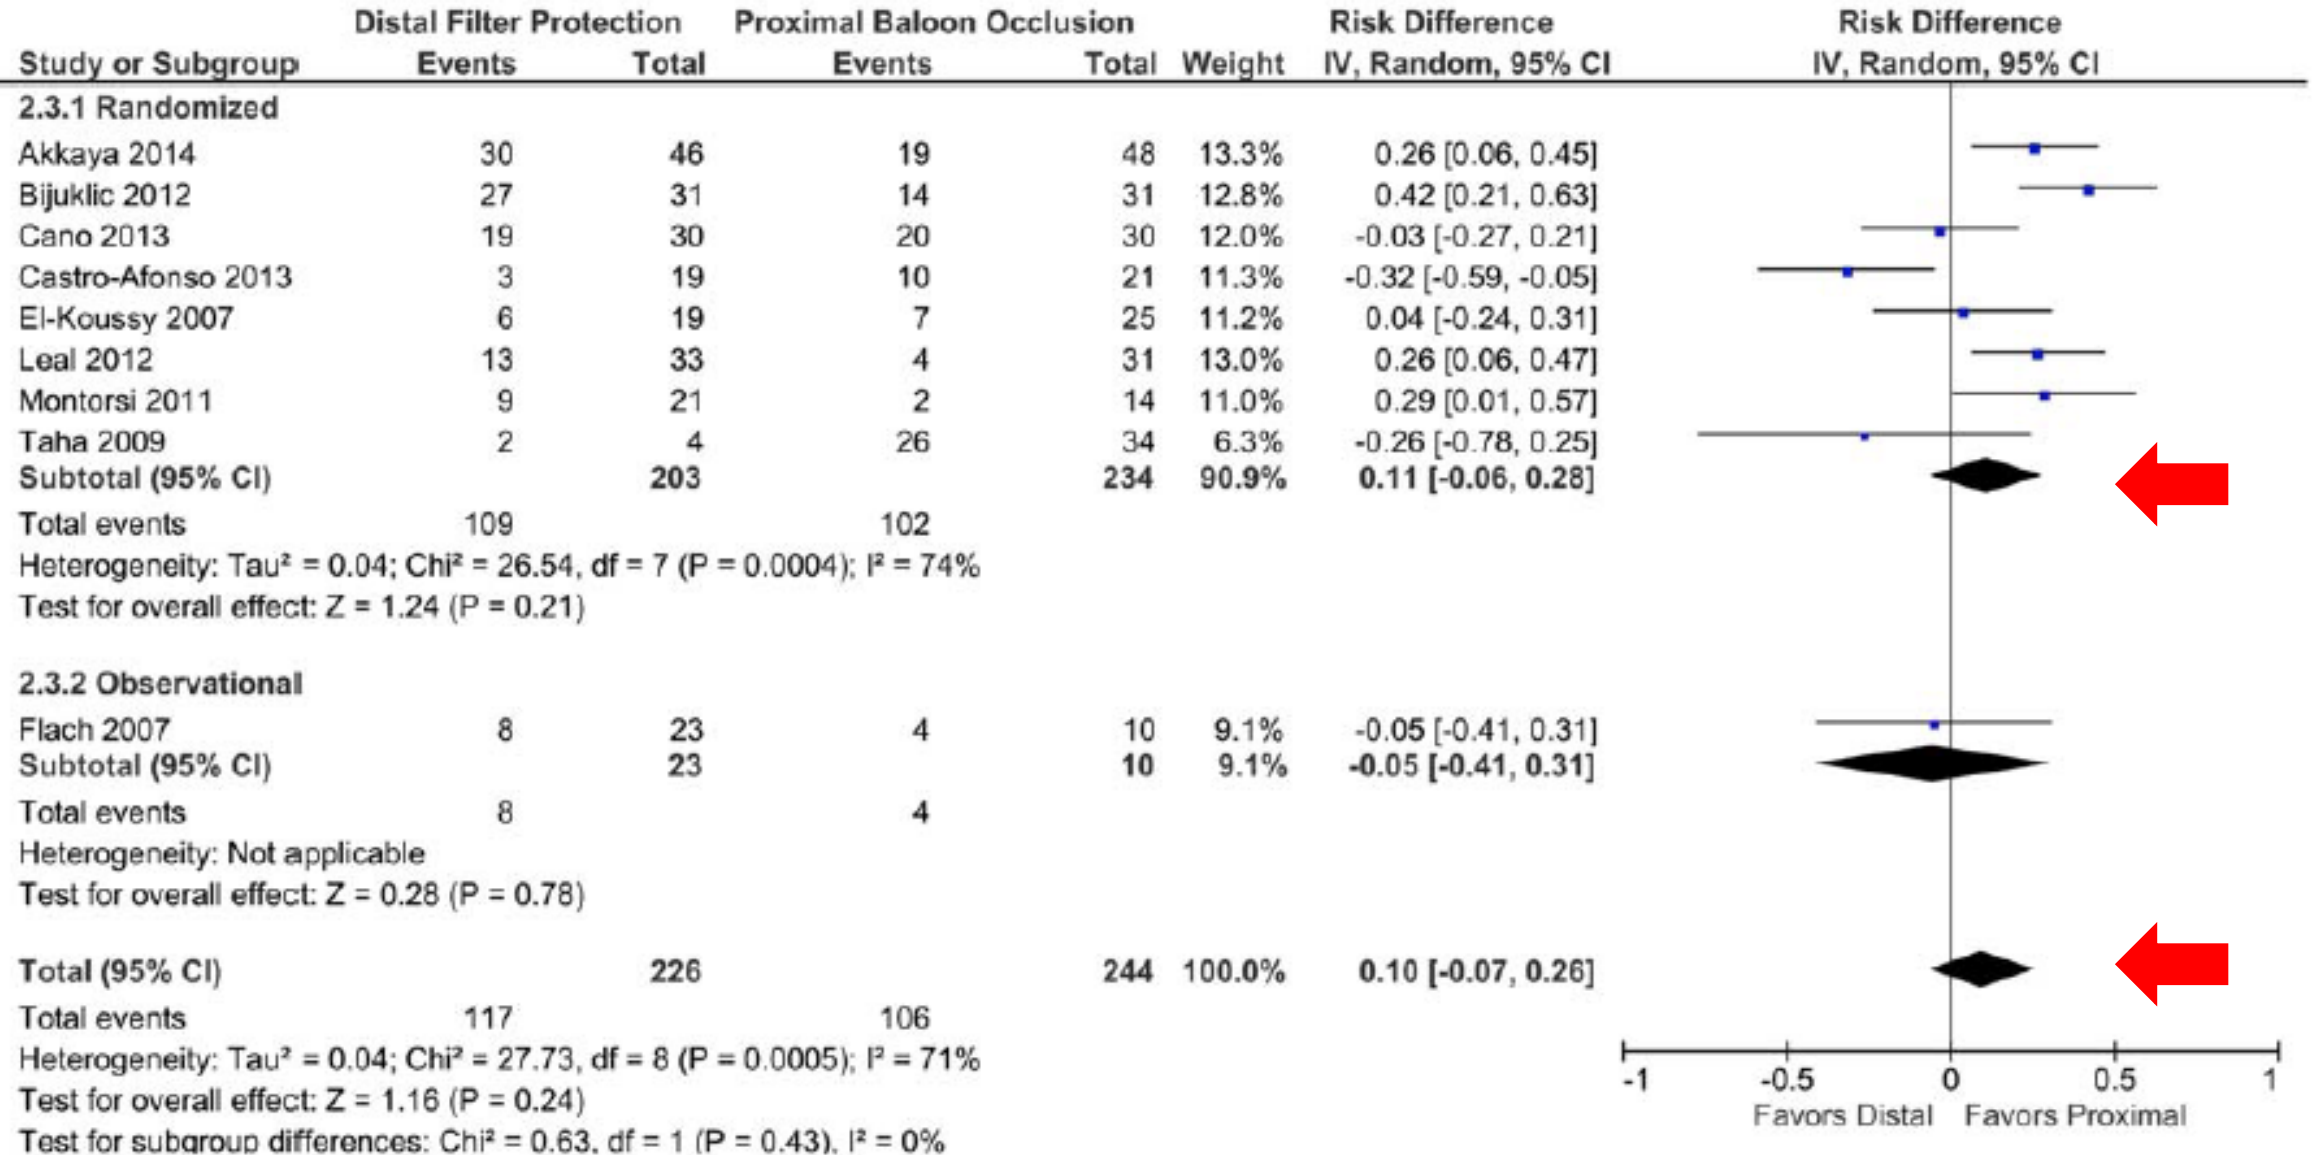 Distal Filter Protection Proximal Baloon Occlusion Risk Difference Risk Difference
Study or Subgroup Events Total Events Total Weight IV, Random, 95% CI IV, Random, 95% CI
2.3.1 Randomized
Akkaya 2014 30 46 19 48 13.3% 0.26 [0.06, 0.45]
Bijuklic 2012 27 31 14 31 12.8% 0.42 [0.21, 0.63]
Cano 2013 19 30 20 30 12.0% -0.03 [-0.27, 0.21]
Castro-Afonso 2013 3 19 10 21 11.3% -0.32 [-0.59, -0.05]
El-Koussy 2007 6 19 7 25 11.2% 0.04 [-0.24, 0.31]
Leal 2012 13 33 4 31 13.0% 0.26 [0.06, 0.47]
Montorsi 2011 9 21 2 14 11.0% 0.29 [0.01, 0.57]
Taha 2009 2 4 26 34 6.3% -0.26 [-0.78, 0.25]
Subtotal (95% CI) 203 234 90.9% 0.11 [-0.06, 0.28]
Total events 109 102
Heterogeneity: Tau² = 0.04; Chi² = 26.54, df = 7 (P = 0.0004); I² = 74%
Test for overall effect: Z = 1.24 (P = 0.21)
2.3.2 Observational
Flach 2007 8 23 4 10 9.1% -0.05 [-0.41, 0.31]
Subtotal (95% CI) 23 10 9.1% -0.05 [-0.41, 0.31]
Total events 8 4
Heterogeneity: Not applicable
Test for overall effect: Z = 0.28 (P = 0.78)
Total (95% CI) 226 244 100.0% 0.10 [-0.07, 0.26]
Total events 117 106
Heterogeneity: Tau² = 0.04; Chi² = 27.73, df = 8 (P = 0.0005); I² = 71%
Test for overall effect: Z = 1.16 (P = 0.24)
Test for subgroup differences: Chi² = 0.63, df = 1 (P = 0.43), I² = 0%
-1 -0.5 0 0.5 1
Favors Distal Favors Proximal